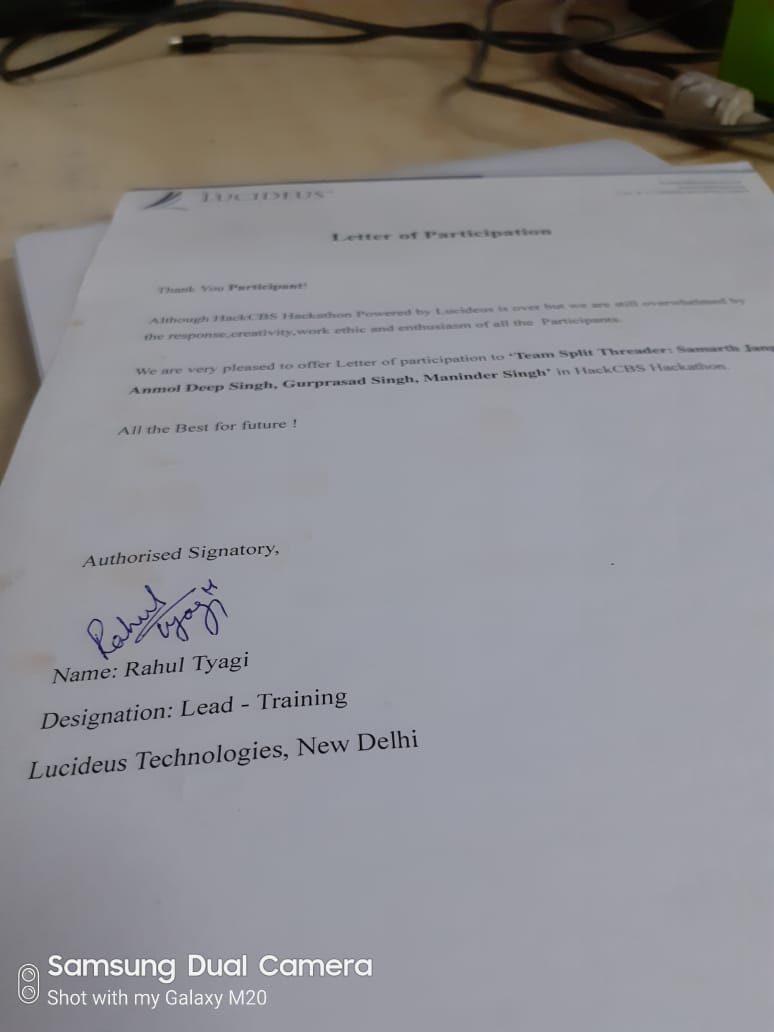 LUCIDEUS
Letter of Participation
Thank You Participant!
Although HackCBS Hackathon Powered by Lucideus is over but we are still overwhelmed by
the response,creativity,work ethic and enthusiasm of all the Participants.
We are very pleased to offer Letter of participation to ‘Team Split Threader: Samarth
Anmol Deep Singh, Gurprasad Singh, Maninder Singh’ in HackCBS Hackathon.
All the Best for future !
Authorised Signatory,
Rahul
Tyagi
Name: Rahul Tyagi
Designation: Lead - Training
Lucideus Technologies, New Delhi
Samsung Dual Camera
Shot with my Galaxy M20